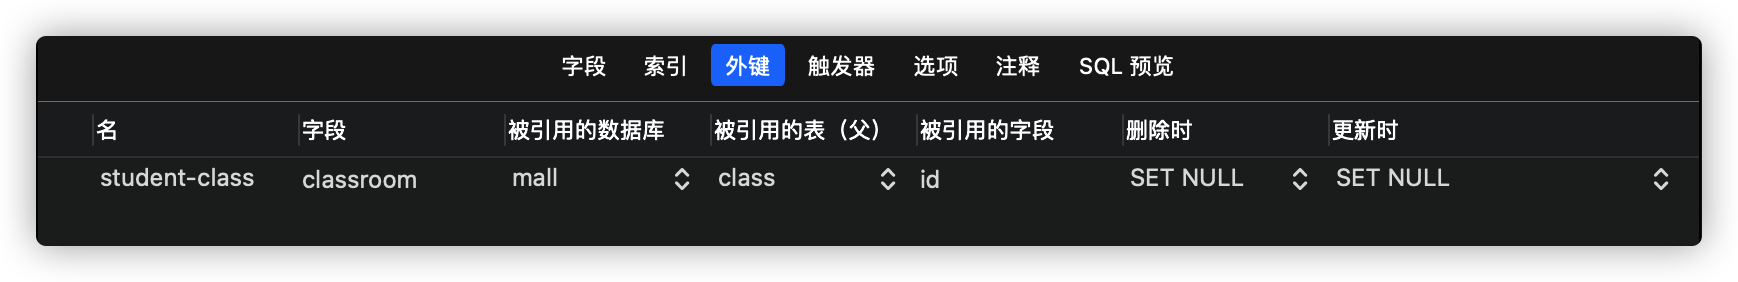 字段 索引 外键 触发器 选项 注释 SQL 预览
名 字段 被引用的数据库 被引用的表（父） 被引用的字段 删除时 更新时
student-class classroom mall class id SET NULL SET NULL